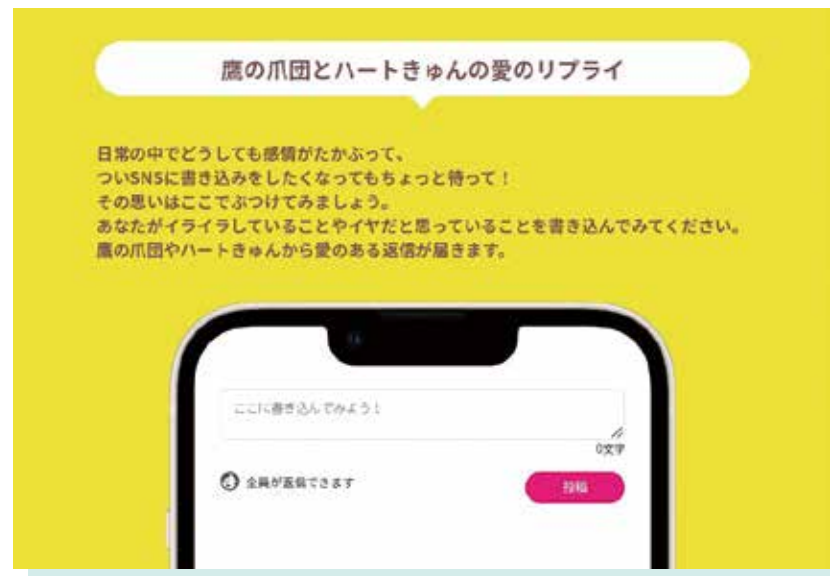 鷹の爪団とハートきゅんの愛のリプライ
日常の中でどうしても感情がたかぶって、
ついSNSに書き込みをしたくなってもちょっと待って！
その思いはここでぶつけてみましょう。
あなたがイライラしていることやイヤだと思っていることを書き込んでみてください。
鷹の爪団やハートきゅんから愛のある返信が届きます。
ここに書き込んでみよう！
0文字
全員が返信できます
投稿